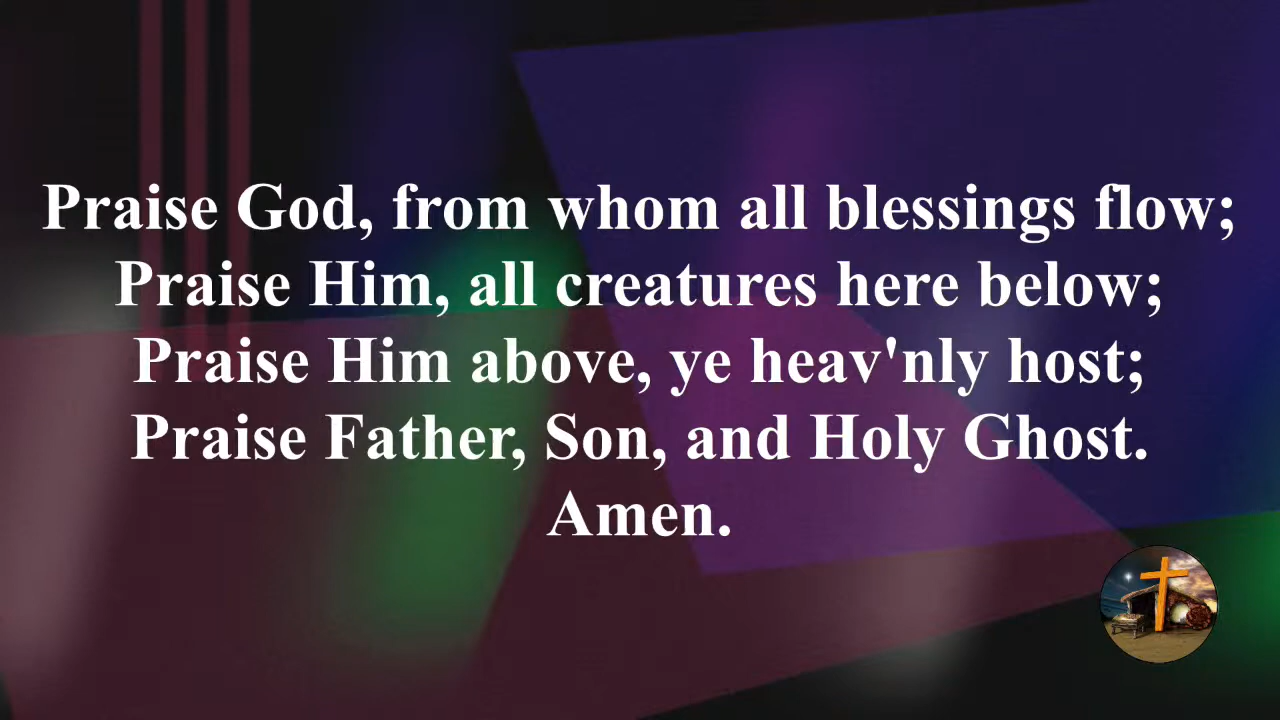 Praise God, from whom all blessings flow;
Praise Him, all creatures here below;
Praise Him above, ye heav'nly host;
Praise Father, Son, and Holy Ghost.
Amen.